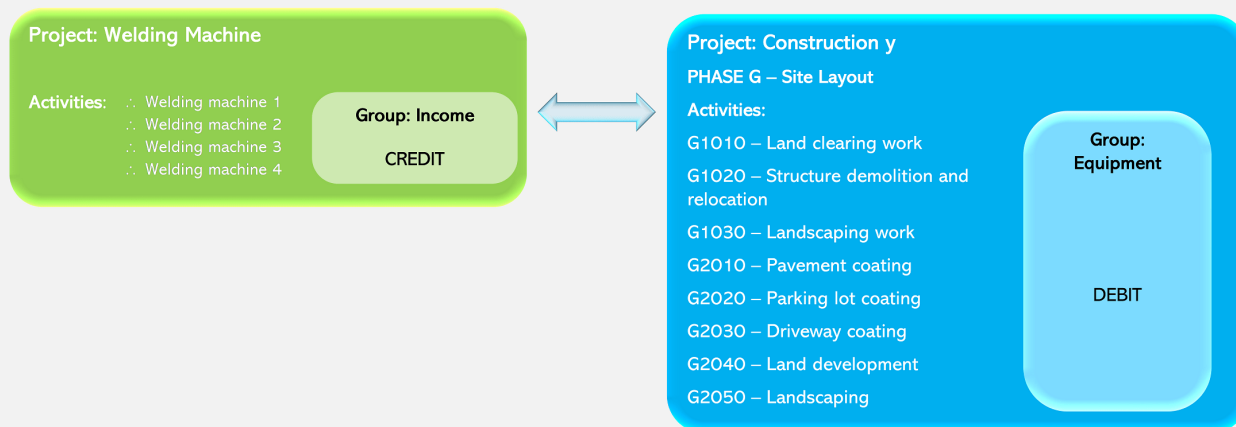 Project: Welding Machine
Activities:
∴ Welding machine 1
∴ Welding machine 2
∴ Welding machine 3
∴ Welding machine 4
Group: Income
CREDIT
Project: Construction y
PHASE G – Site Layout
Activities:
G1010 – Land clearing work
G1020 – Structure demolition and
relocation
G1030 – Landscaping work
G2010 – Pavement coating
G2020 – Parking lot coating
G2030 – Driveway coating
G2040 – Land development
G2050 – Landscaping
Group:
Equipment
DEBIT